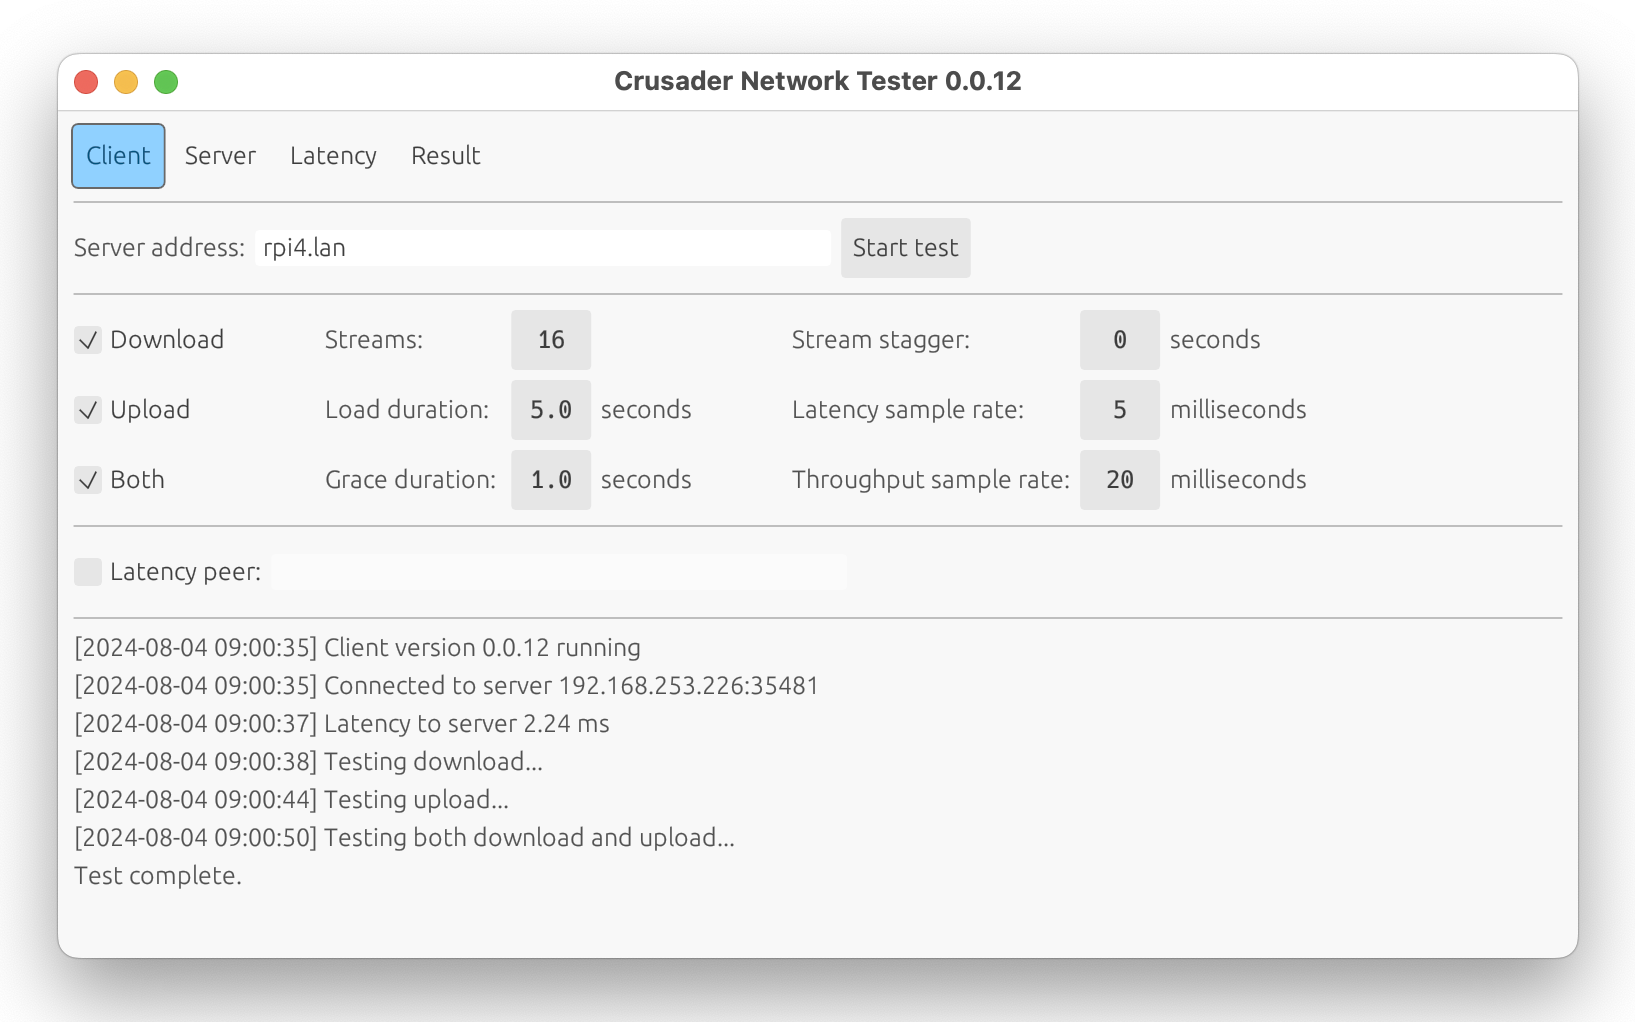 Crusader Network Tester 0.0.12
Client Server Latency Result
Server address: rpi4.lan Start test
Download Streams: 16 Stream stagger: 0 seconds
Upload Load duration: 5.0 seconds Latency sample rate: 5 milliseconds
Both Grace duration: 1.0 seconds Throughput sample rate: 20 milliseconds
Latency peer:
[2024-08-04 09:00:35] Client version 0.0.12 running
[2024-08-04 09:00:35] Connected to server 192.168.253.226:35481
[2024-08-04 09:00:37] Latency to server 2.24 ms
[2024-08-04 09:00:38] Testing download...
[2024-08-04 09:00:44] Testing upload...
[2024-08-04 09:00:50] Testing both download and upload...
Test complete.